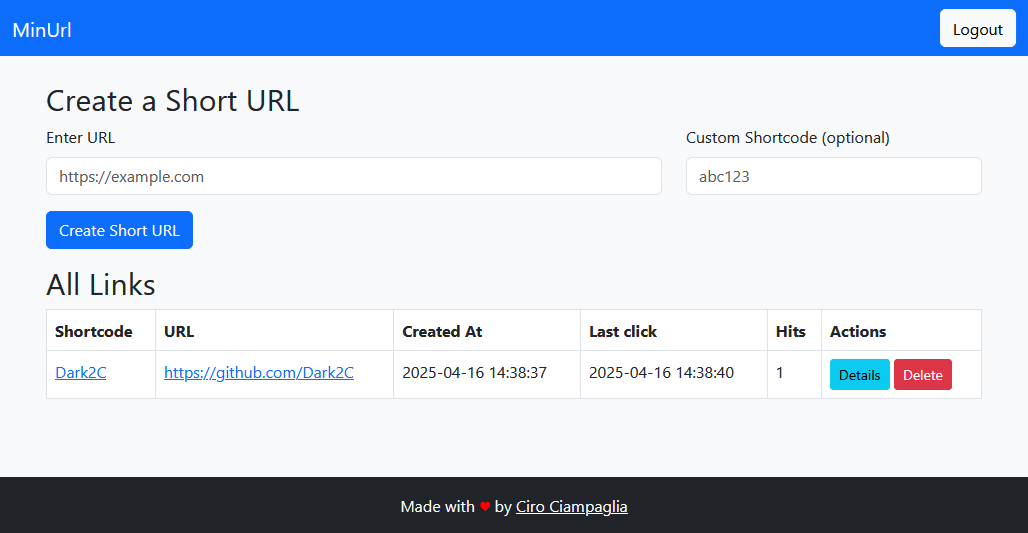 MinUrl Logout
Create a Short URL
Enter URL Custom Shortcode (optional)
https://example.com abc123
Create Short URL
All Links
Shortcode URL Created At Last click Hits Actions
Dark2C https://github.com/Dark2C 2025-04-16 14:38:37 2025-04-16 14:38:40 1 Details Delete
Made with ♥ by Ciro Ciampaglia